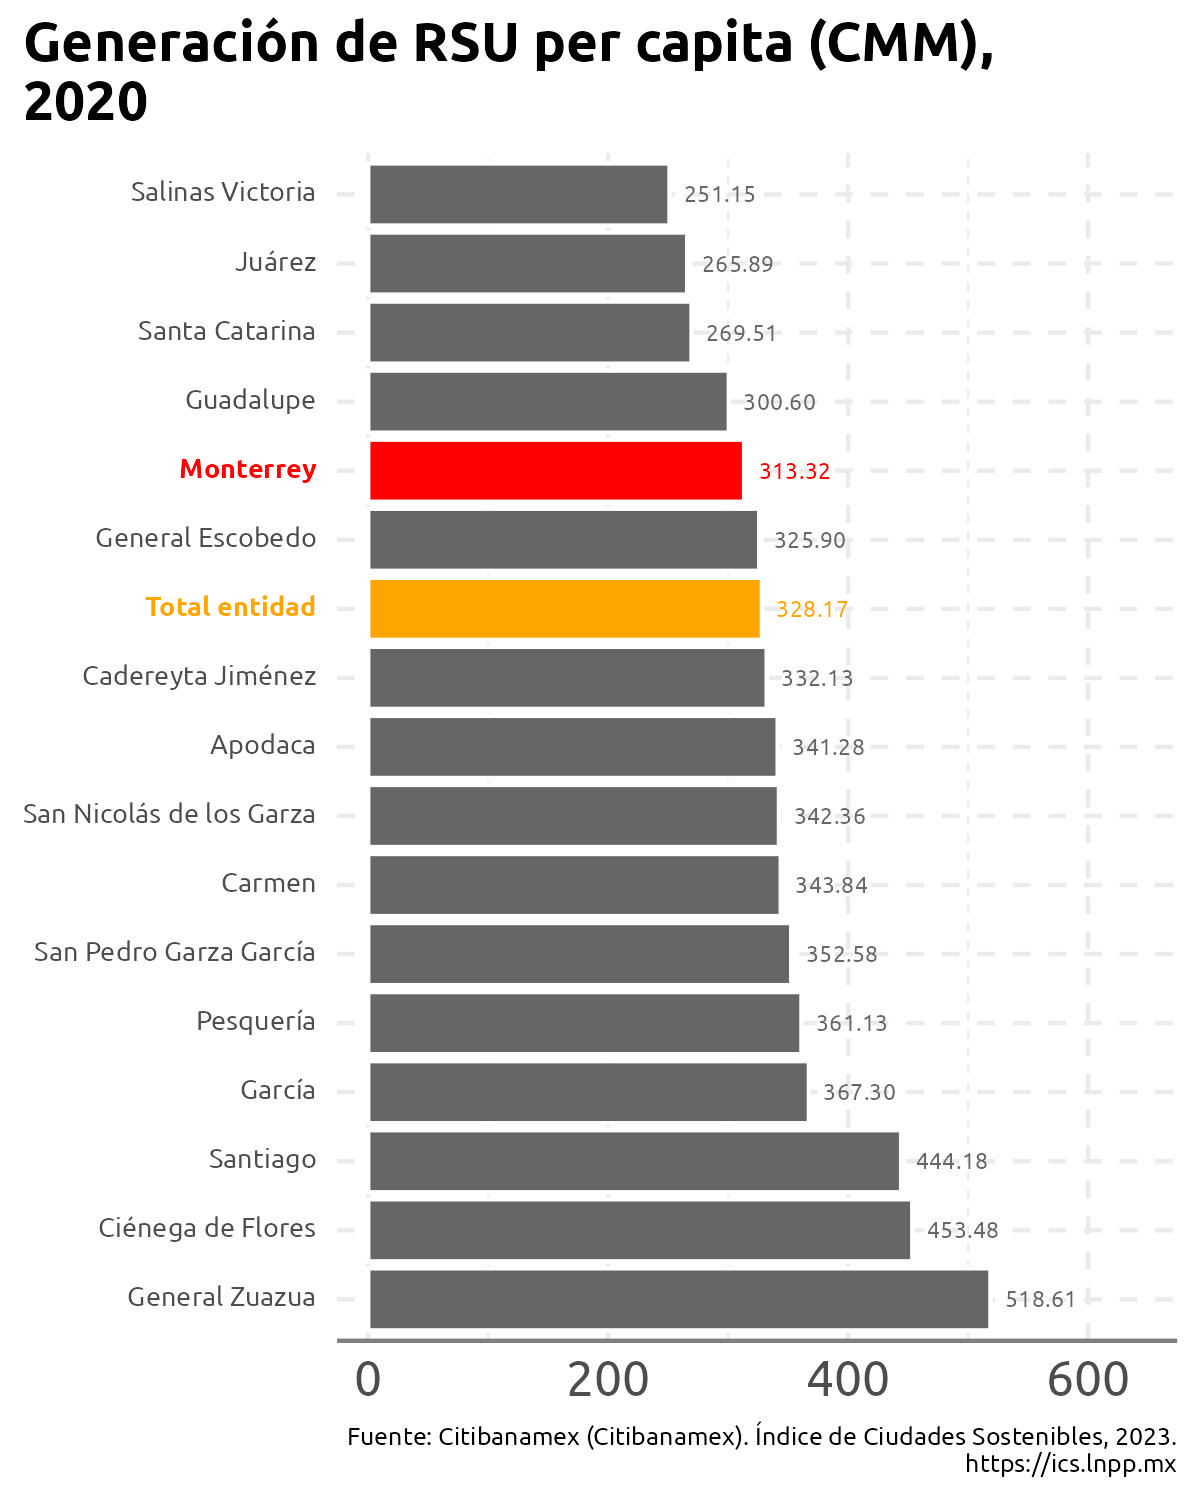 Generación de RSU per capita (CMM),
2020
Salinas Victoria 251.15
Juárez 265.89
Santa Catarina 269.51
Guadalupe 300.60
Monterrey 313.32
General Escobedo 325.90
Total entidad 328.17
Cadereyta Jiménez 332.13
Apodaca 341.28
San Nicolás de los Garza 342.36
Carmen 343.84
San Pedro Garza García 352.58
Pesquería 361.13
García 367.30
Santiago 444.18
Ciénega de Flores 453.48
General Zuazua 518.61
0 200 400 600
Fuente: Citibanamex (Citibanamex). Índice de Ciudades Sostenibles, 2023.
https://ics.lnpp.mx